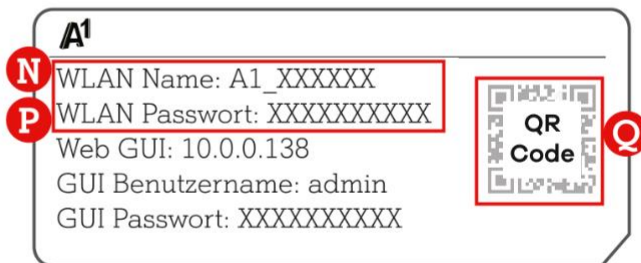 A1
N
WLAN Name: A1_XXXXXX
P
WLAN Passwort: XXXXXXXXXX
Web GUI: 10.0.0.138
GUI Benutzername: admin
GUI Passwort: XXXXXXXXXX
QR
Code
Q